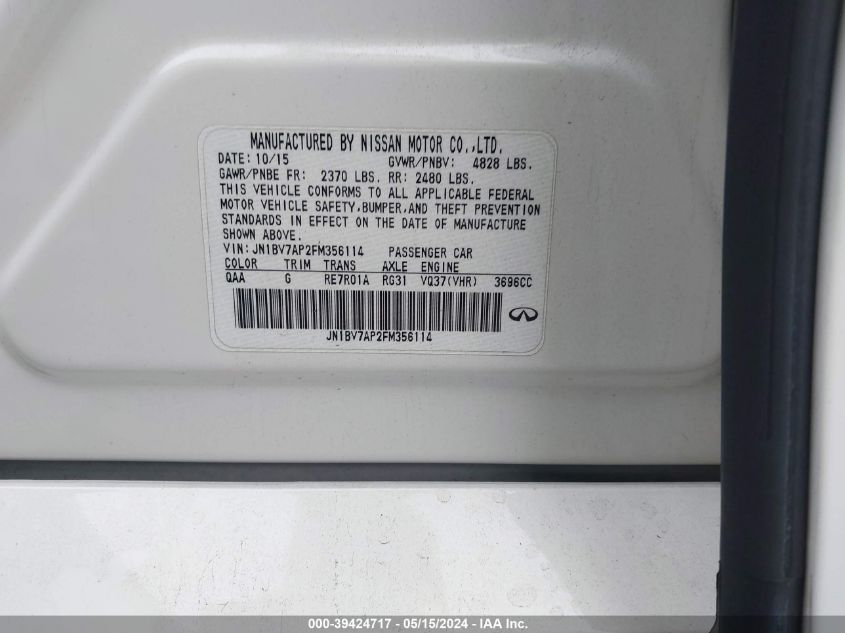 MANUFACTURED BY NISSAN MOTOR CO.,LTD.
DATE: 10/15 GVWR/PNBV: 4828 LBS.
GAWR/PNBE FR: 2370 LBS. RR: 2480 LBS.
THIS VEHICLE CONFORMS TO ALL APPLICABLE FEDERAL
MOTOR VEHICLE SAFETY,BUMPER,AND THEFT PREVENTION
STANDARDS IN EFFECT ON THE DATE OF MANUFACTURE
SHOWN ABOVE.
VIN: JN1BV7AP2FM356114 PASSENGER CAR
COLOR TRIM TRANS AXLE ENGINE
QAA G RE7R01A RG31 VQ37(VHR) 3696CC
JN1BV7AP2FM356114
000-39424717 - 05/15/2024 - IAA Inc.